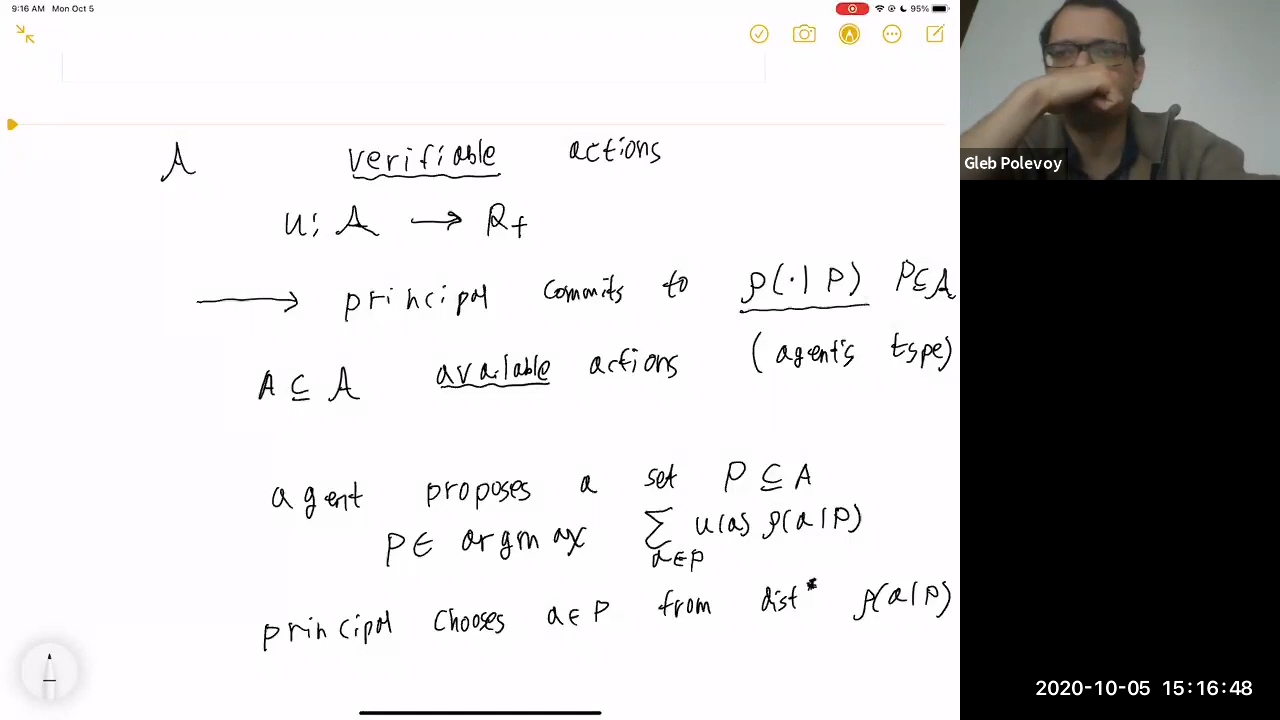 9:16 AM Mon Oct 5
95%
𝒜 verifiable actions
u: 𝒜 → R+
→ principal commits to ρ(·|P) P⊆𝒜
(agent's type)
A ⊆ 𝒜 available actions
agent proposes a set P ⊆ A
P∈ argmax ∑ u(a) ρ(a|P)
a∈P
principal chooses a∈P from dist ρ(a|P)
Gleb Polevoy
2020-10-05 15:16:48